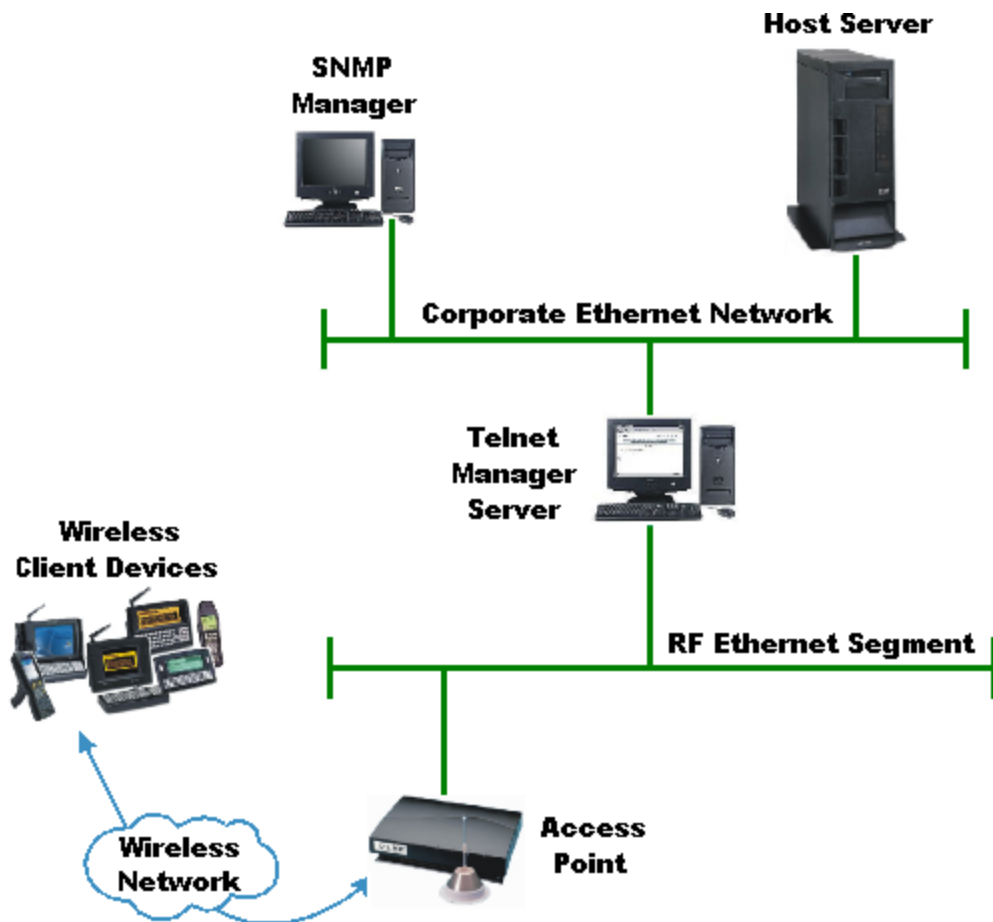 Host Server
SNMP
Manager
Corporate Ethernet Network
Telnet
Manager
Server
Wireless
Client Devices
RF Ethernet Segment
Access
Point
Wireless
Network